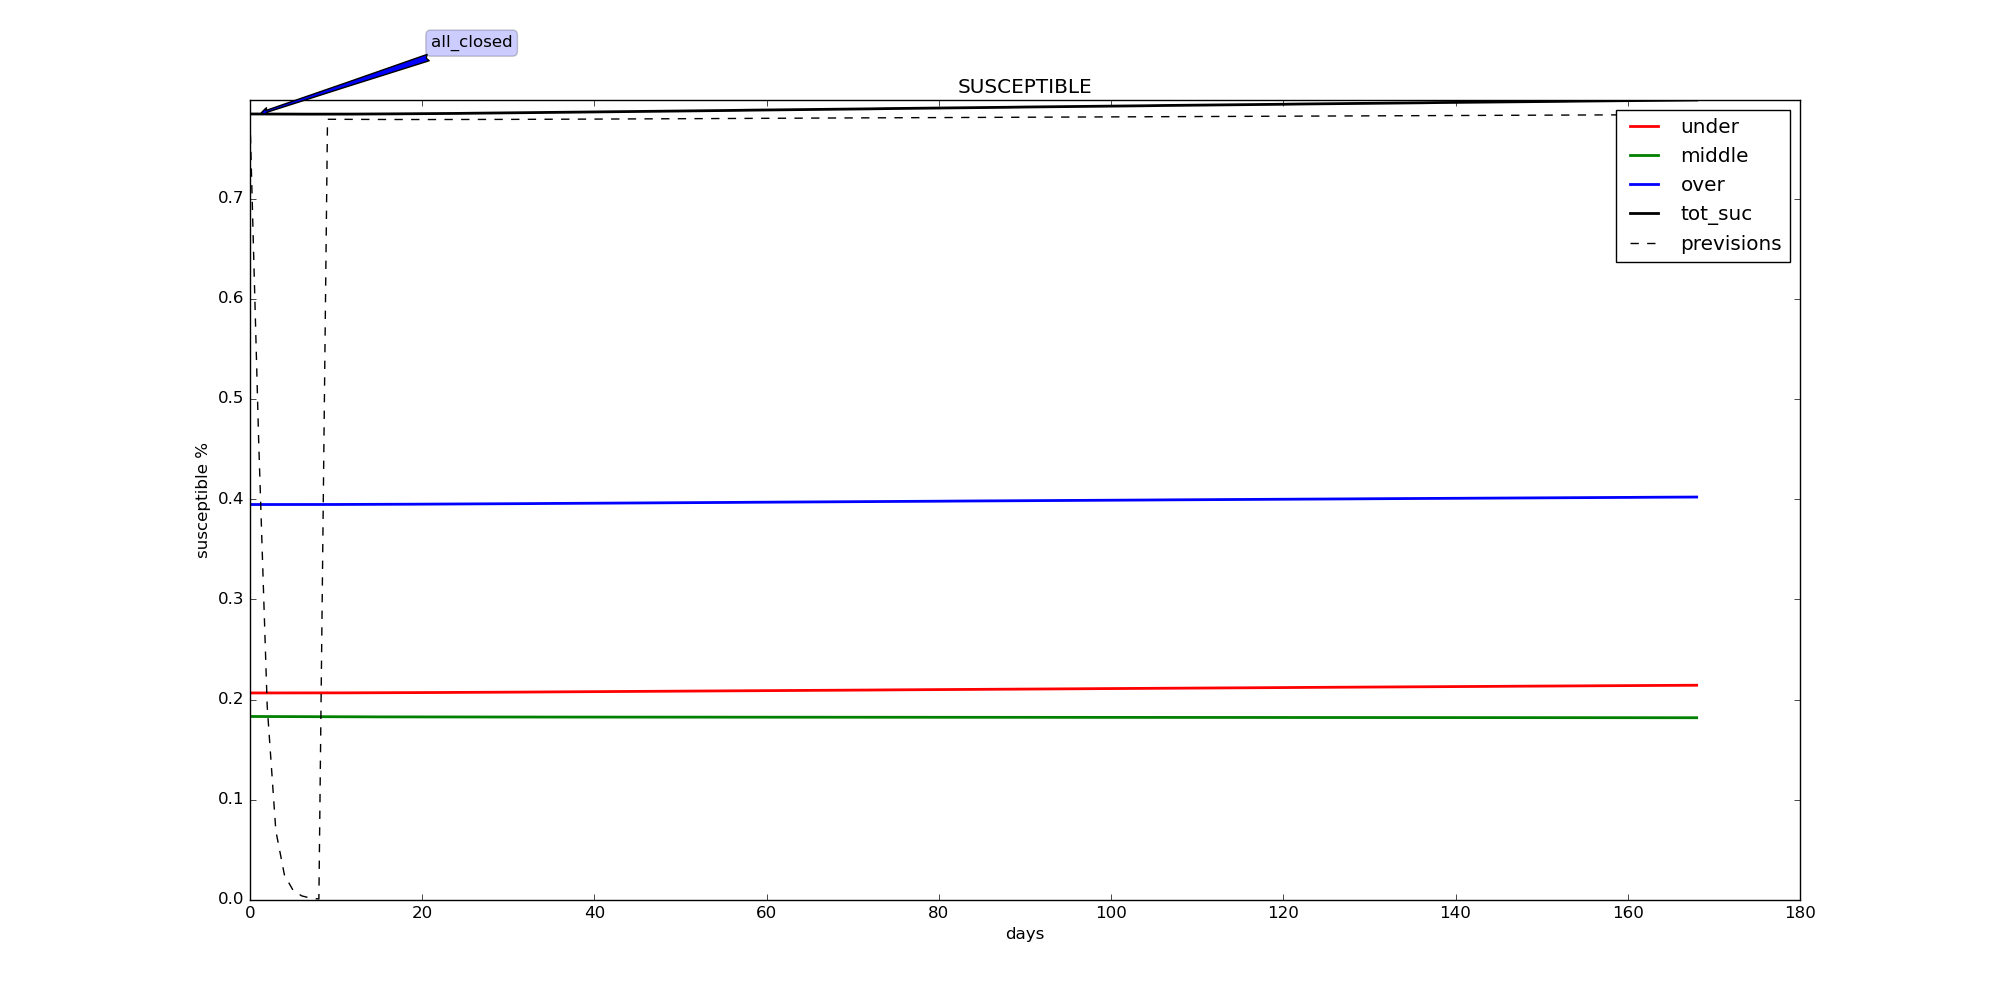 all_closed
SUSCEPTIBLE
under
middle
over
tot_suc
previsions
susceptible %
0.7
0.6
0.5
0.4
0.3
0.2
0.1
0.0
0
20
40
60
80
100
120
140
160
180
days